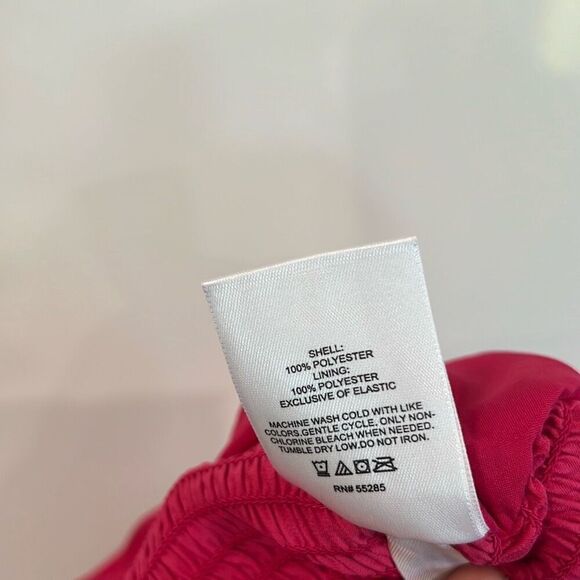 SHELL:
100% POLYESTER
LINING:
100% POLYESTER
EXCLUSIVE OF ELASTIC
MACHINE WASH COLD WITH LIKE
COLORS.GENTLE CYCLE. ONLY NON-
CHLORINE BLEACH WHEN NEEDED.
TUMBLE DRY LOW.DO NOT IRON.
RN# 55285